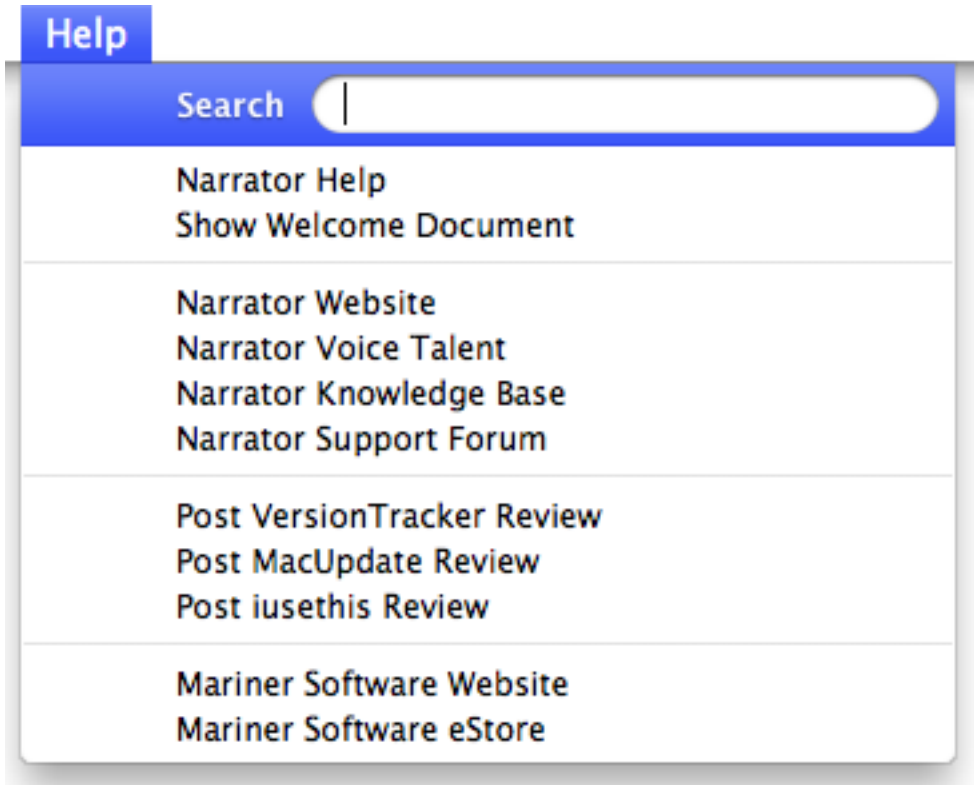 Help
Search
Narrator Help
Show Welcome Document
Narrator Website
Narrator Voice Talent
Narrator Knowledge Base
Narrator Support Forum
Post VersionTracker Review
Post MacUpdate Review
Post iusethis Review
Mariner Software Website
Mariner Software eStore